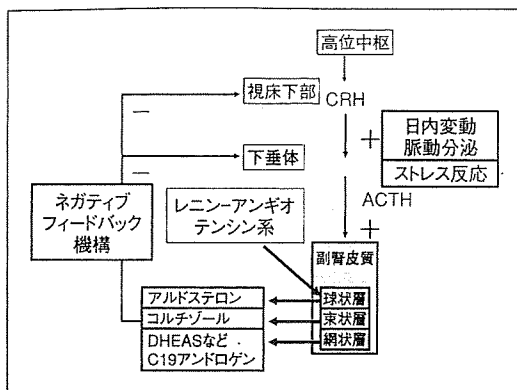 高位中枢
視床下部
CRH
−
+
日内変動
脈動分泌
ストレス反応
下垂体
−
ACTH
ネガティブ
フィードバック
機構
レニン−アンギオ
テンシン系
+
副腎皮質
アルドステロン
球状層
コルチゾール
束状層
DHEASなど
C19アンドロゲン
網状層